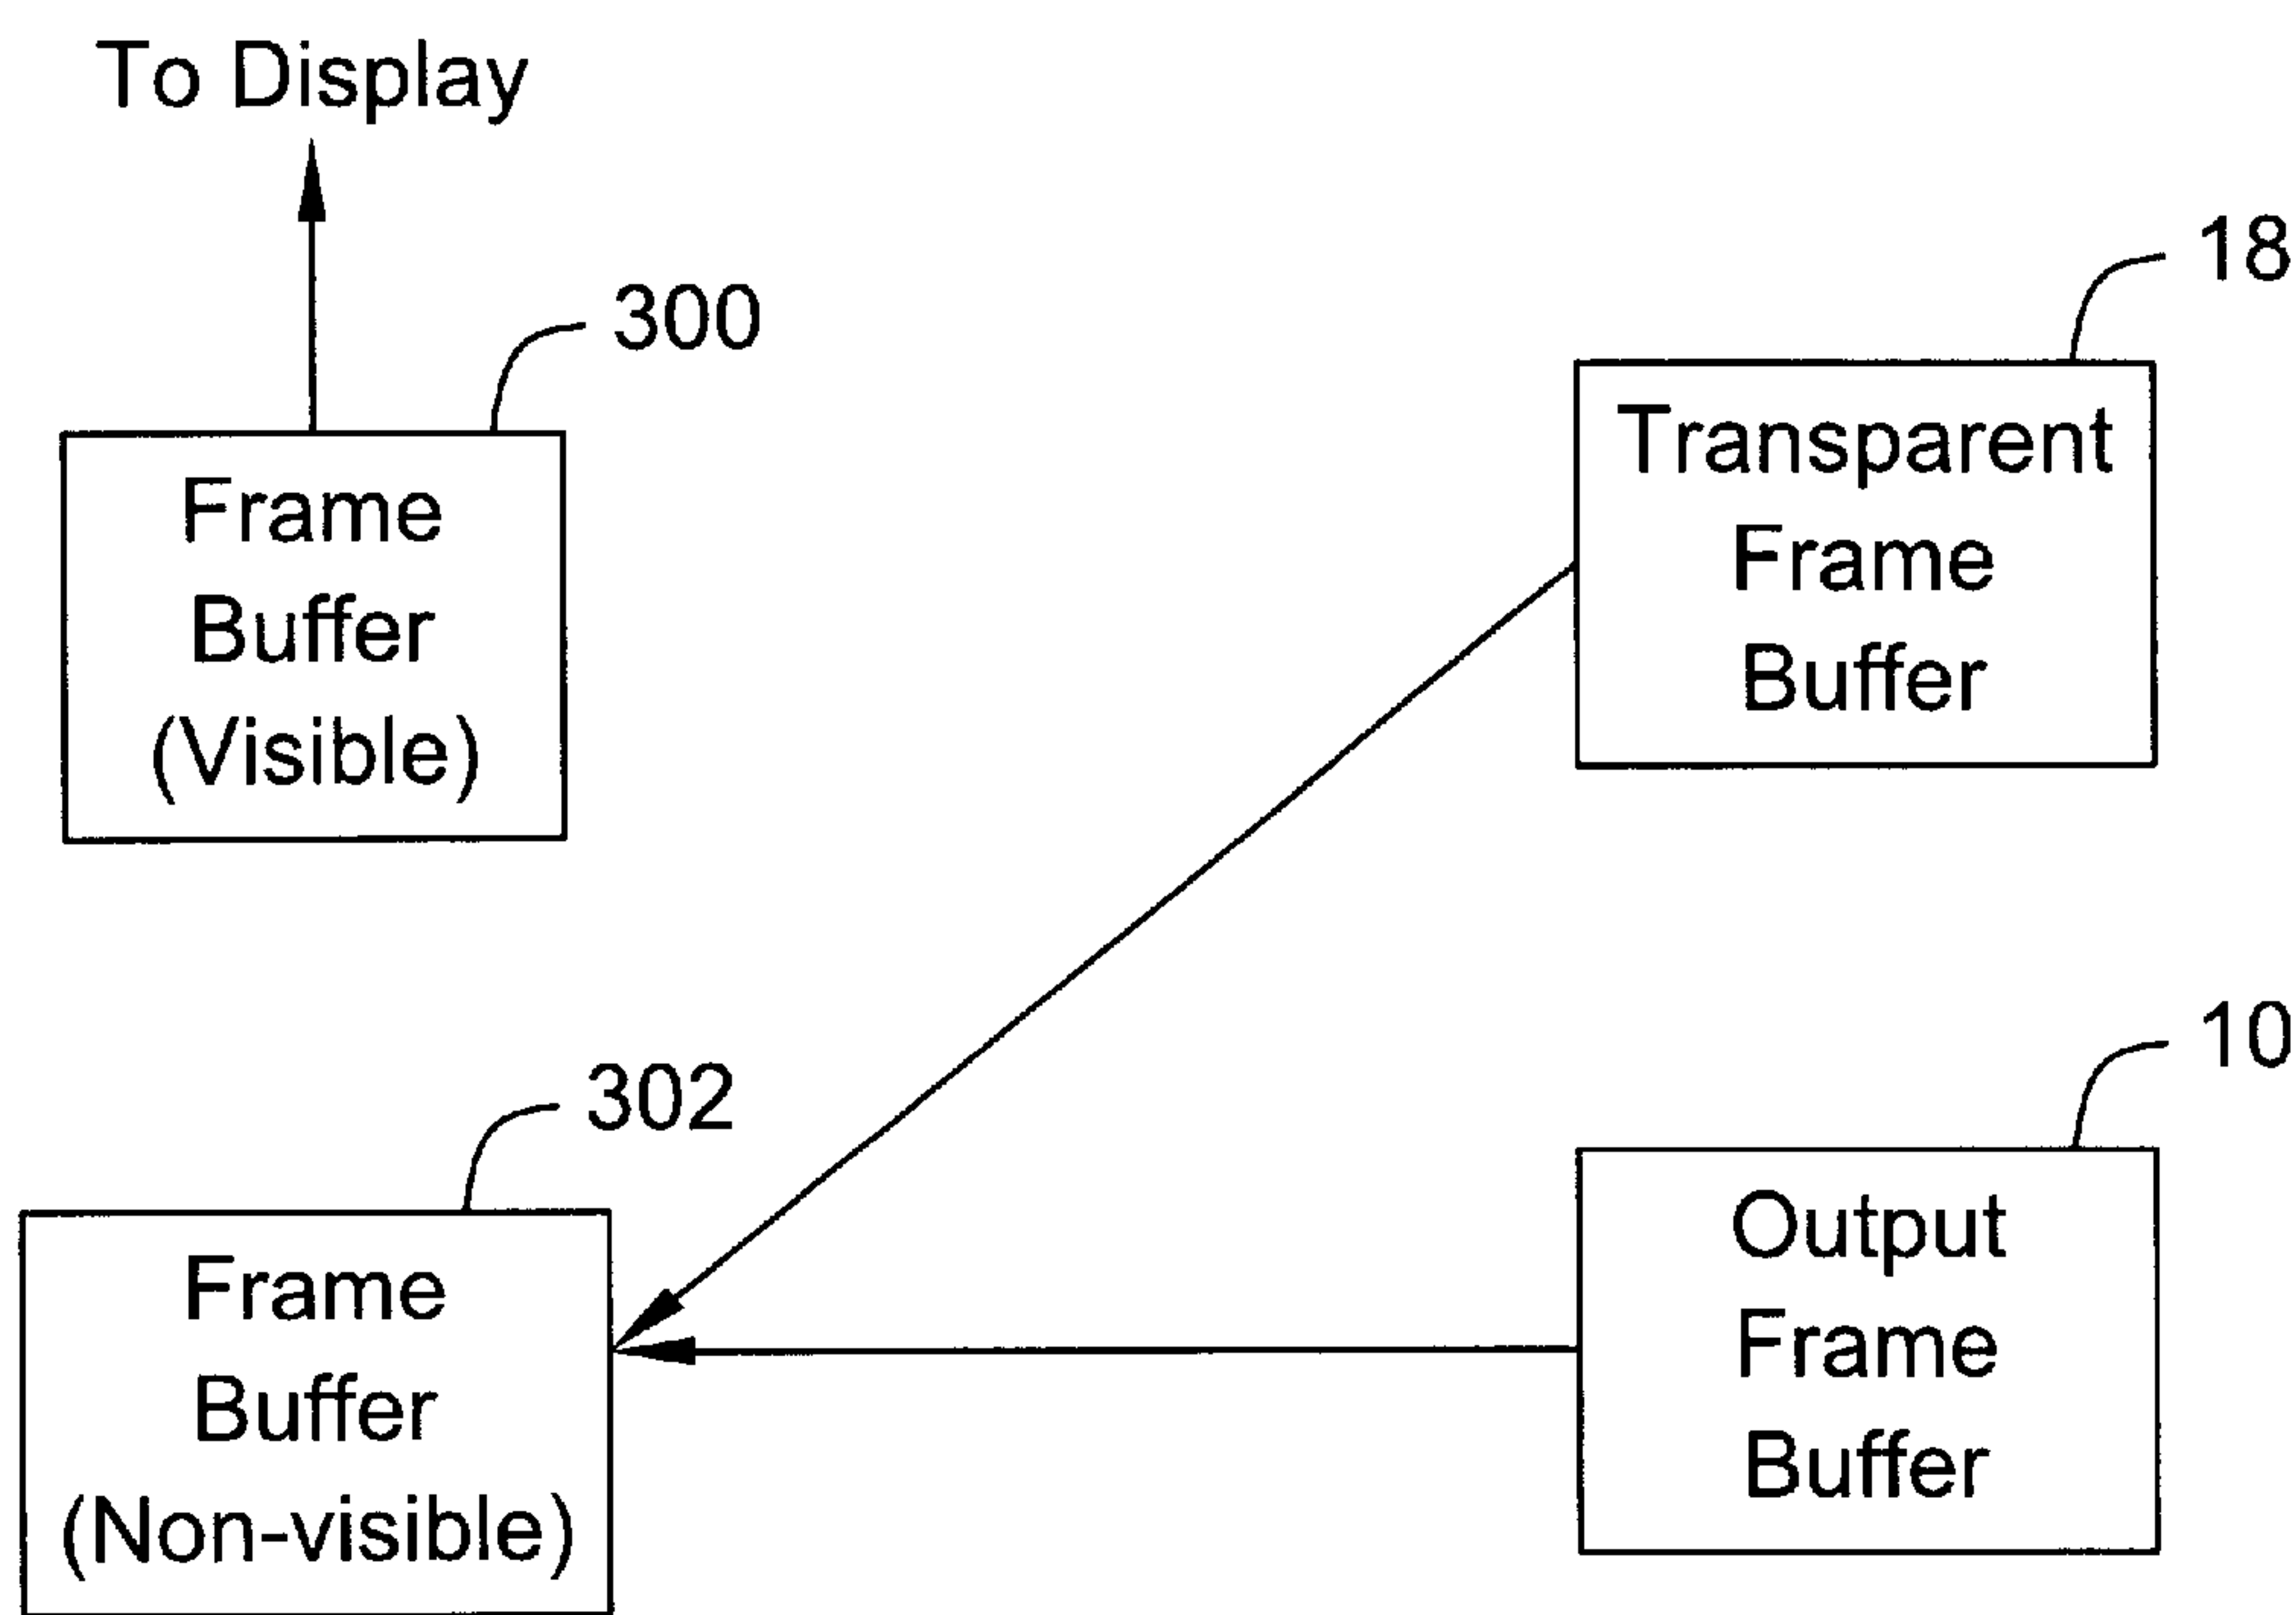 To Display
300
Frame
Buffer
(Visible)
18
Transparent
Frame
Buffer
302
Frame
Buffer
(Non-visible)
10
Output
Frame
Buffer